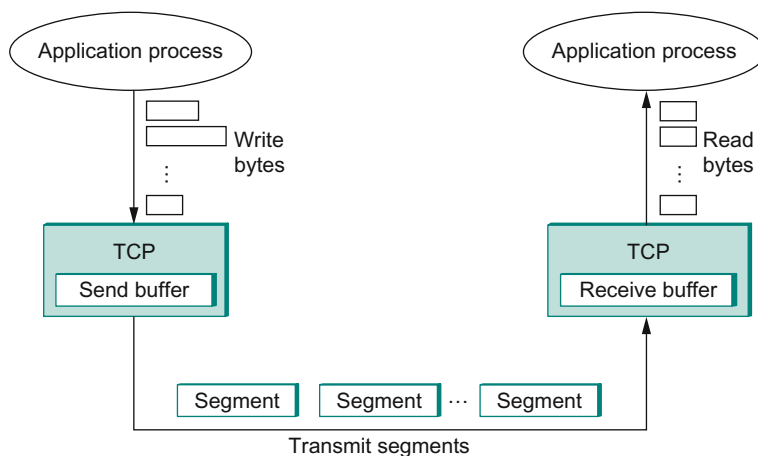 Application process
Application process
Write
bytes
⋮
Read
bytes
⋮
TCP
Send buffer
TCP
Receive buffer
Segment
Segment
...
Segment
Transmit segments